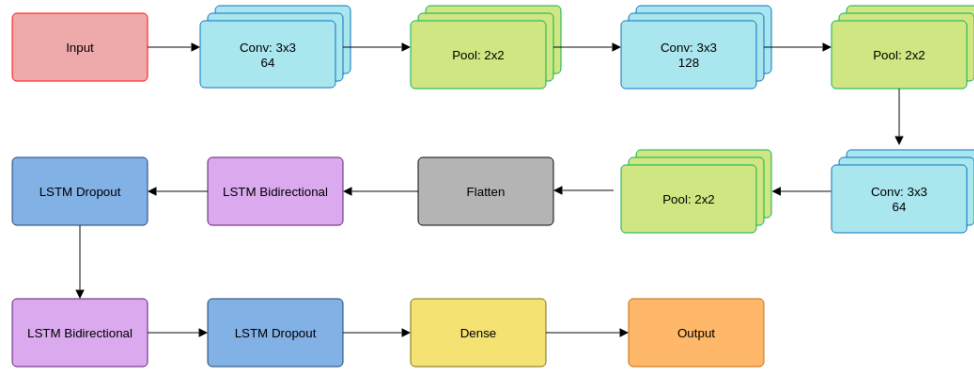 Input
Conv: 3x3
64
Pool: 2x2
Conv: 3x3
128
Pool: 2x2
Conv: 3x3
64
Pool: 2x2
Flatten
LSTM Bidirectional
LSTM Dropout
LSTM Bidirectional
LSTM Dropout
Dense
Output